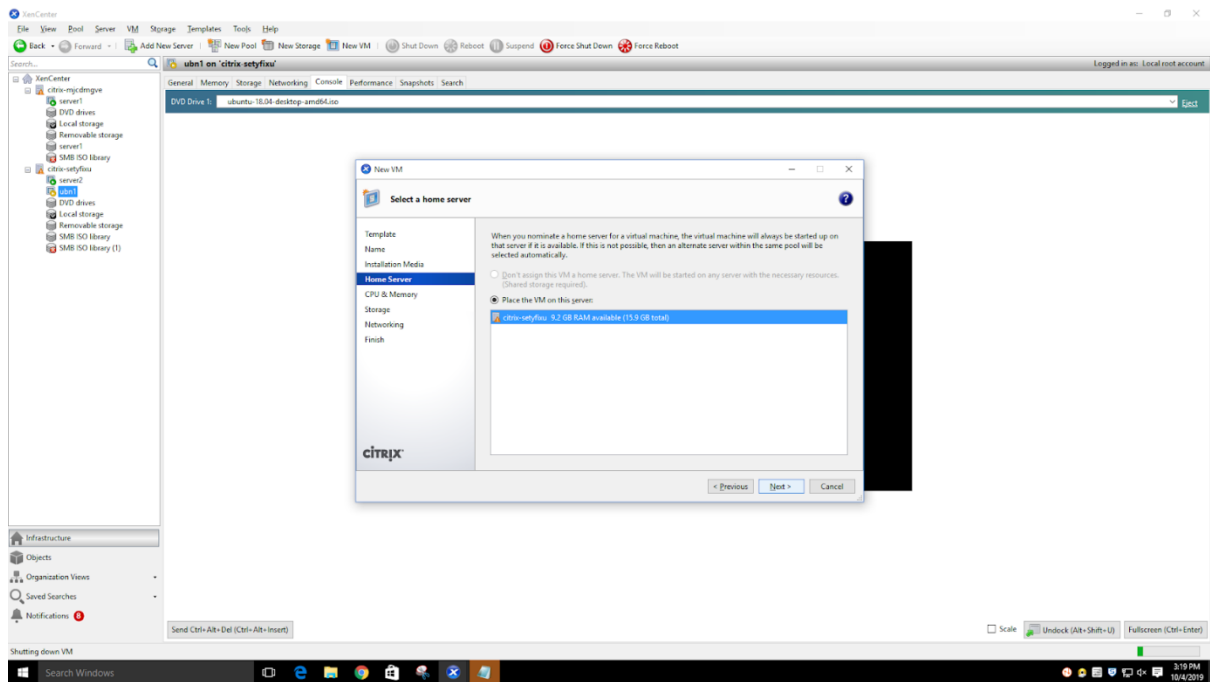 XenCenter
File View Pool Server VM Storage Templates Tools Help
Back Forward Add New Server New Pool New Storage New VM Shut Down Reboot Suspend Force Shut Down Force Reboot
Search...
ubn1 on 'citrix-setyfixu'
Logged in as: Local root account
XenCenter
citrix-mjcdmgve
server1
DVD drives
Local storage
Removable storage
server1
SMB ISO library
citrix-setyfixu
server2
ubn1
DVD drives
Local storage
Removable storage
SMB ISO library
SMB ISO library (1)
General Memory Storage Networking Console Performance Snapshots Search
DVD Drive 1: ubuntu-18.04-desktop-amd64.iso
Eject
New VM
Select a home server
Template
Name
Installation Media
Home Server
CPU & Memory
Storage
Networking
Finish
CITRIX
When you nominate a home server for a virtual machine, the virtual machine will always be started up on
that server if it is available. If this is not possible, then an alternate server within the same pool will be
selected automatically.
Don't assign this VM a home server. The VM will be started on any server with the necessary resources.
(Shared storage required).
Place the VM on this server:
citrix-setyfixu 9.2 GB RAM available (15.9 GB total)
< Previous Next > Cancel
Infrastructure
Objects
Organization Views
Saved Searches
Notifications 8
Send Ctrl+Alt+Del (Ctrl+Alt+Insert)
Scale Undock (Alt+Shift+U) Fullscreen (Ctrl+Enter)
Shutting down VM
Search Windows
3:19 PM
10/4/2019